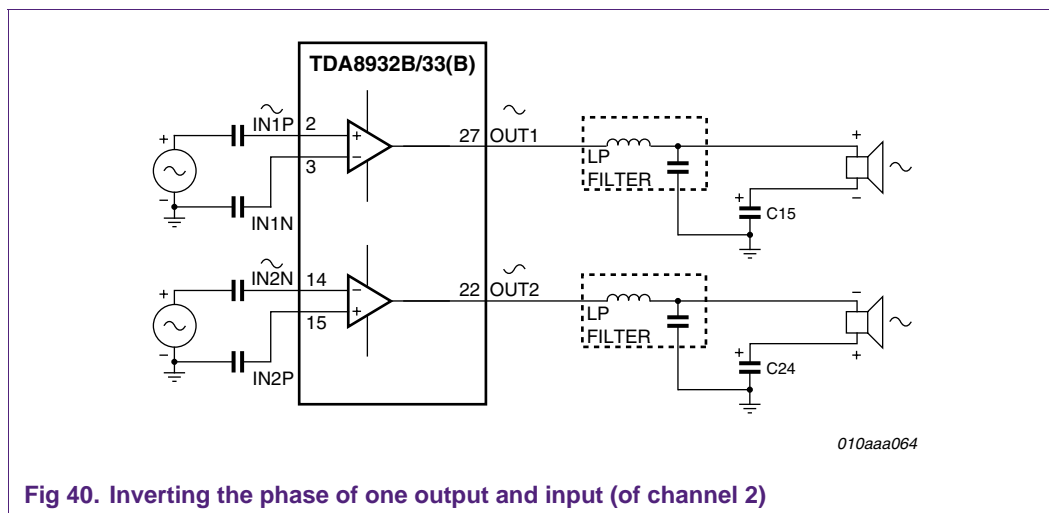 TDA8932B/33(B)
+
IN1P
2
+
27
OUT1
3
−
LP
FILTER
+
−
IN1N
+
C15
−
+
IN2N
14
−
22
OUT2
15
+
LP
FILTER
−
−
IN2P
+
C24
+
010aaa064
Fig 40. Inverting the phase of one output and input (of channel 2)